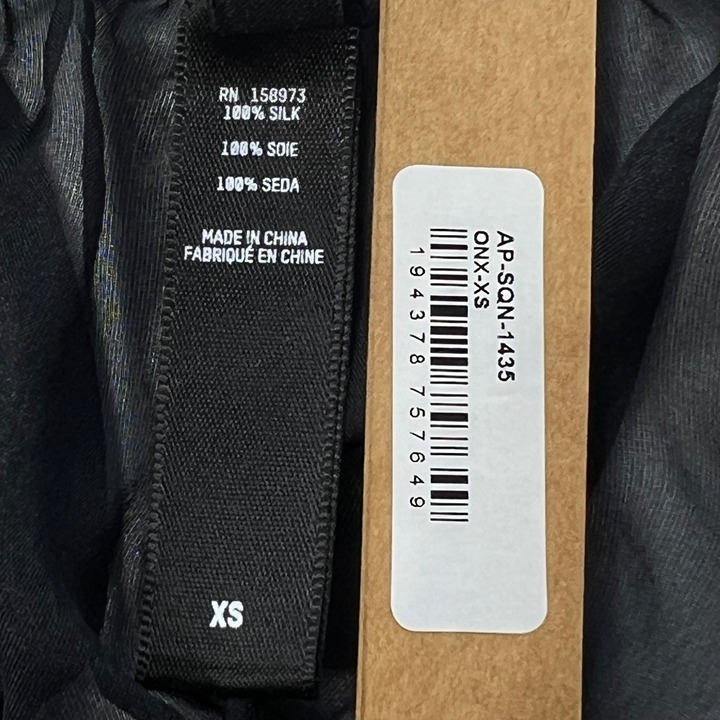 RN 158973
100% SILK
100% SOIE
100% SEDA
MADE IN CHINA
FABRIQUÉ EN CHINE
XS
AP-SQN-1435
ONX-XS
194378757649